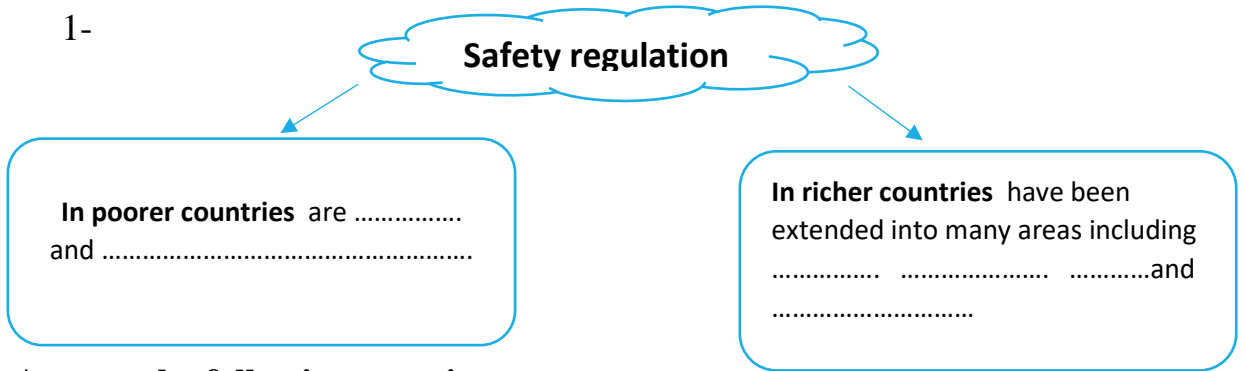 1-
Safety regulation
In poorer countries are …………….
and ……………………………………………….
In richer countries have been
extended into many areas including
……………. …………………. …………and
…………………………